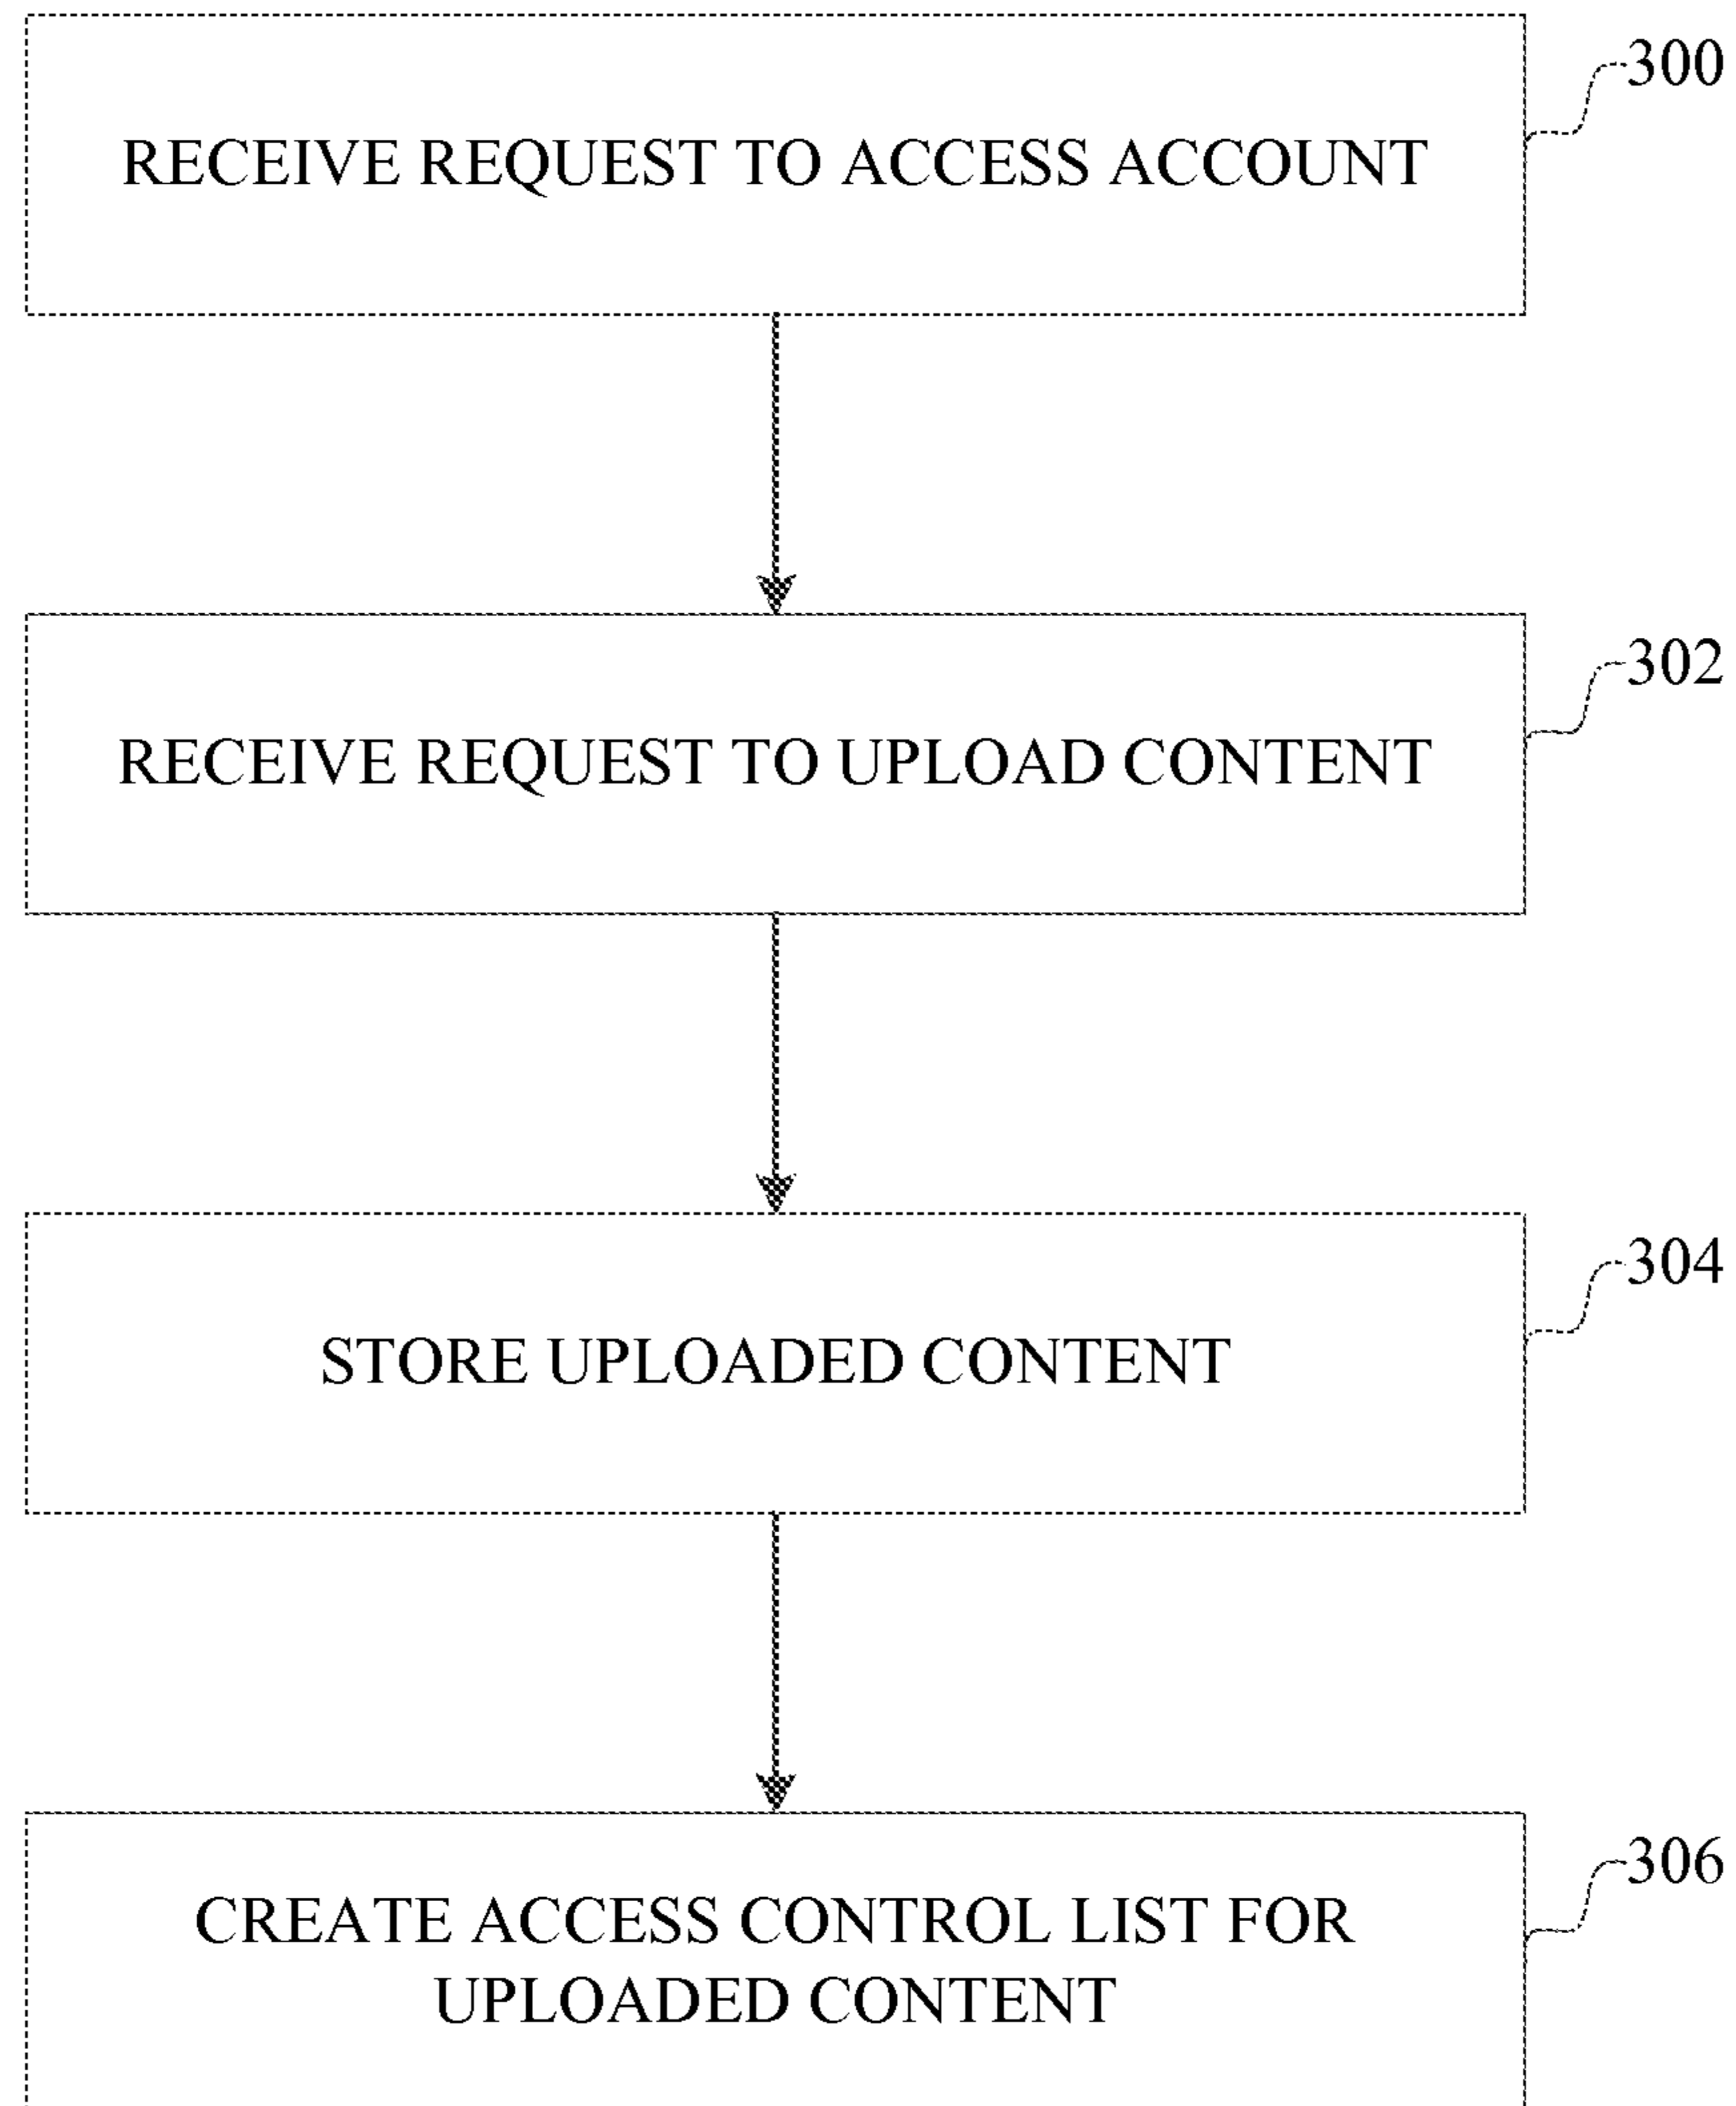 300
RECEIVE REQUEST TO ACCESS ACCOUNT
302
RECEIVE REQUEST TO UPLOAD CONTENT
304
STORE UPLOADED CONTENT
306
CREATE ACCESS CONTROL LIST FOR
UPLOADED CONTENT